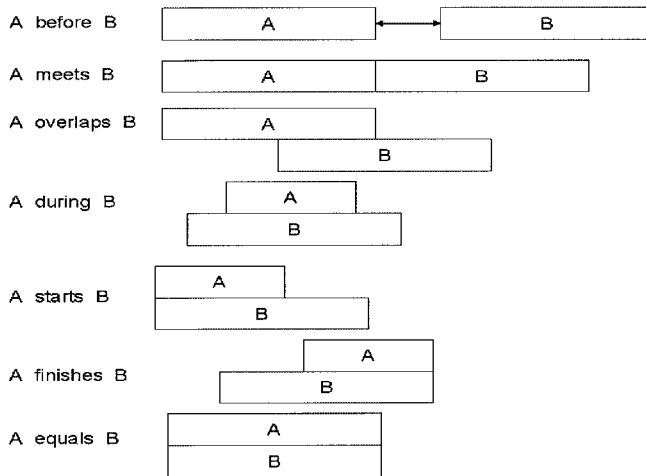 A before B A B
A meets B A B
A overlaps B A
B
A during B A
B
A starts B A
B
A finishes B A
B
A equals B A
B